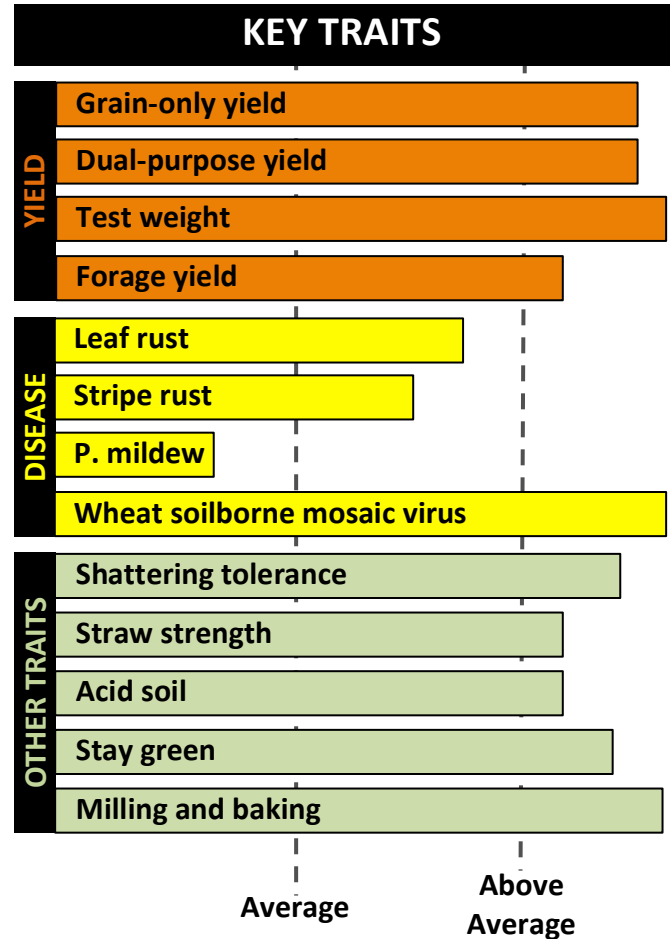 KEY TRAITS
YIELD
Grain-only yield
Dual-purpose yield
Test weight
Forage yield
DISEASE
Leaf rust
Stripe rust
P. mildew
Wheat soilborne mosaic virus
OTHER TRAITS
Shattering tolerance
Straw strength
Acid soil
Stay green
Milling and baking
Average
Above
Average